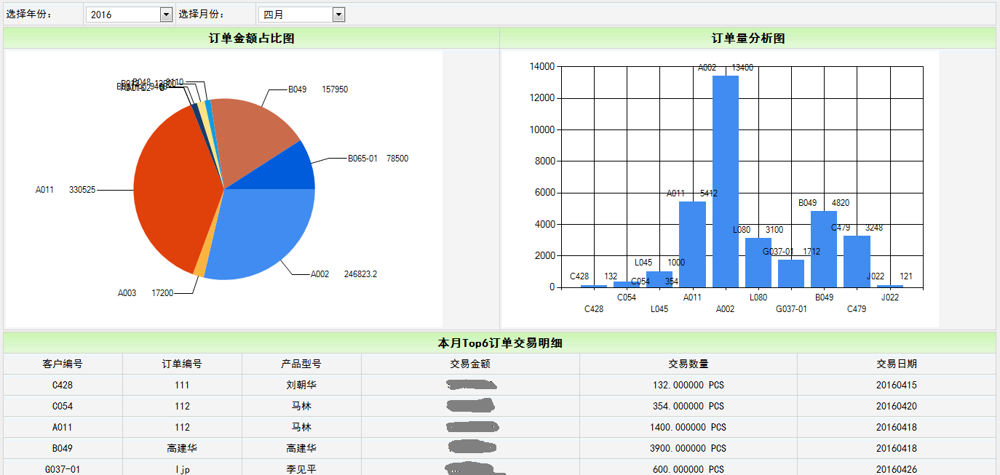 选择年份: 2016 选择月份: 四月
订单金额占比图 订单量分析图
B049 157950
B065-01 78500
A011 330525
A002 246823.2
A003 17200
14000
12000
10000
8000
6000
4000
2000
0
A002 13400
A011 5412
B049 4820
L080 3100
C479 3248
G037-01 1712
L045 1000
C428 132
C054 354
J022 121
C054 A011 L080 B049 J022
C428 L045 A002 G037-01 C479
本月Top6订单交易明细
客户编号 订单编号 产品型号 交易金额 交易数量 交易日期
C428 111 刘朝华 132.000000 PCS 20160415
C054 112 马林 354.000000 PCS 20160420
A011 112 马林 1400.000000 PCS 20160418
B049 高建华 高建华 3900.000000 PCS 20160418
G037-01 ljp 李见平 600.000000 PCS 20160426